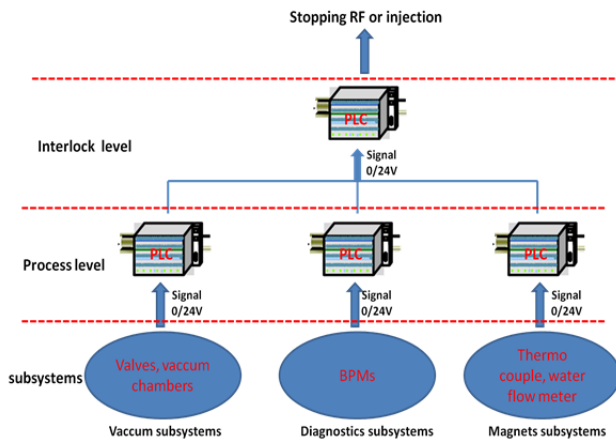 Stopping RF or injection
PLC
Interlock level
Signal
0/24V
PLC
PLC
PLC
Process level
Signal
0/24V
Signal
0/24V
Signal
0/24V
subsystems
Valves, vaccum
chambers
BPMs
Thermo
couple, water
flow meter
Vaccum subsystems
Diagnostics subsystems
Magnets subsystems